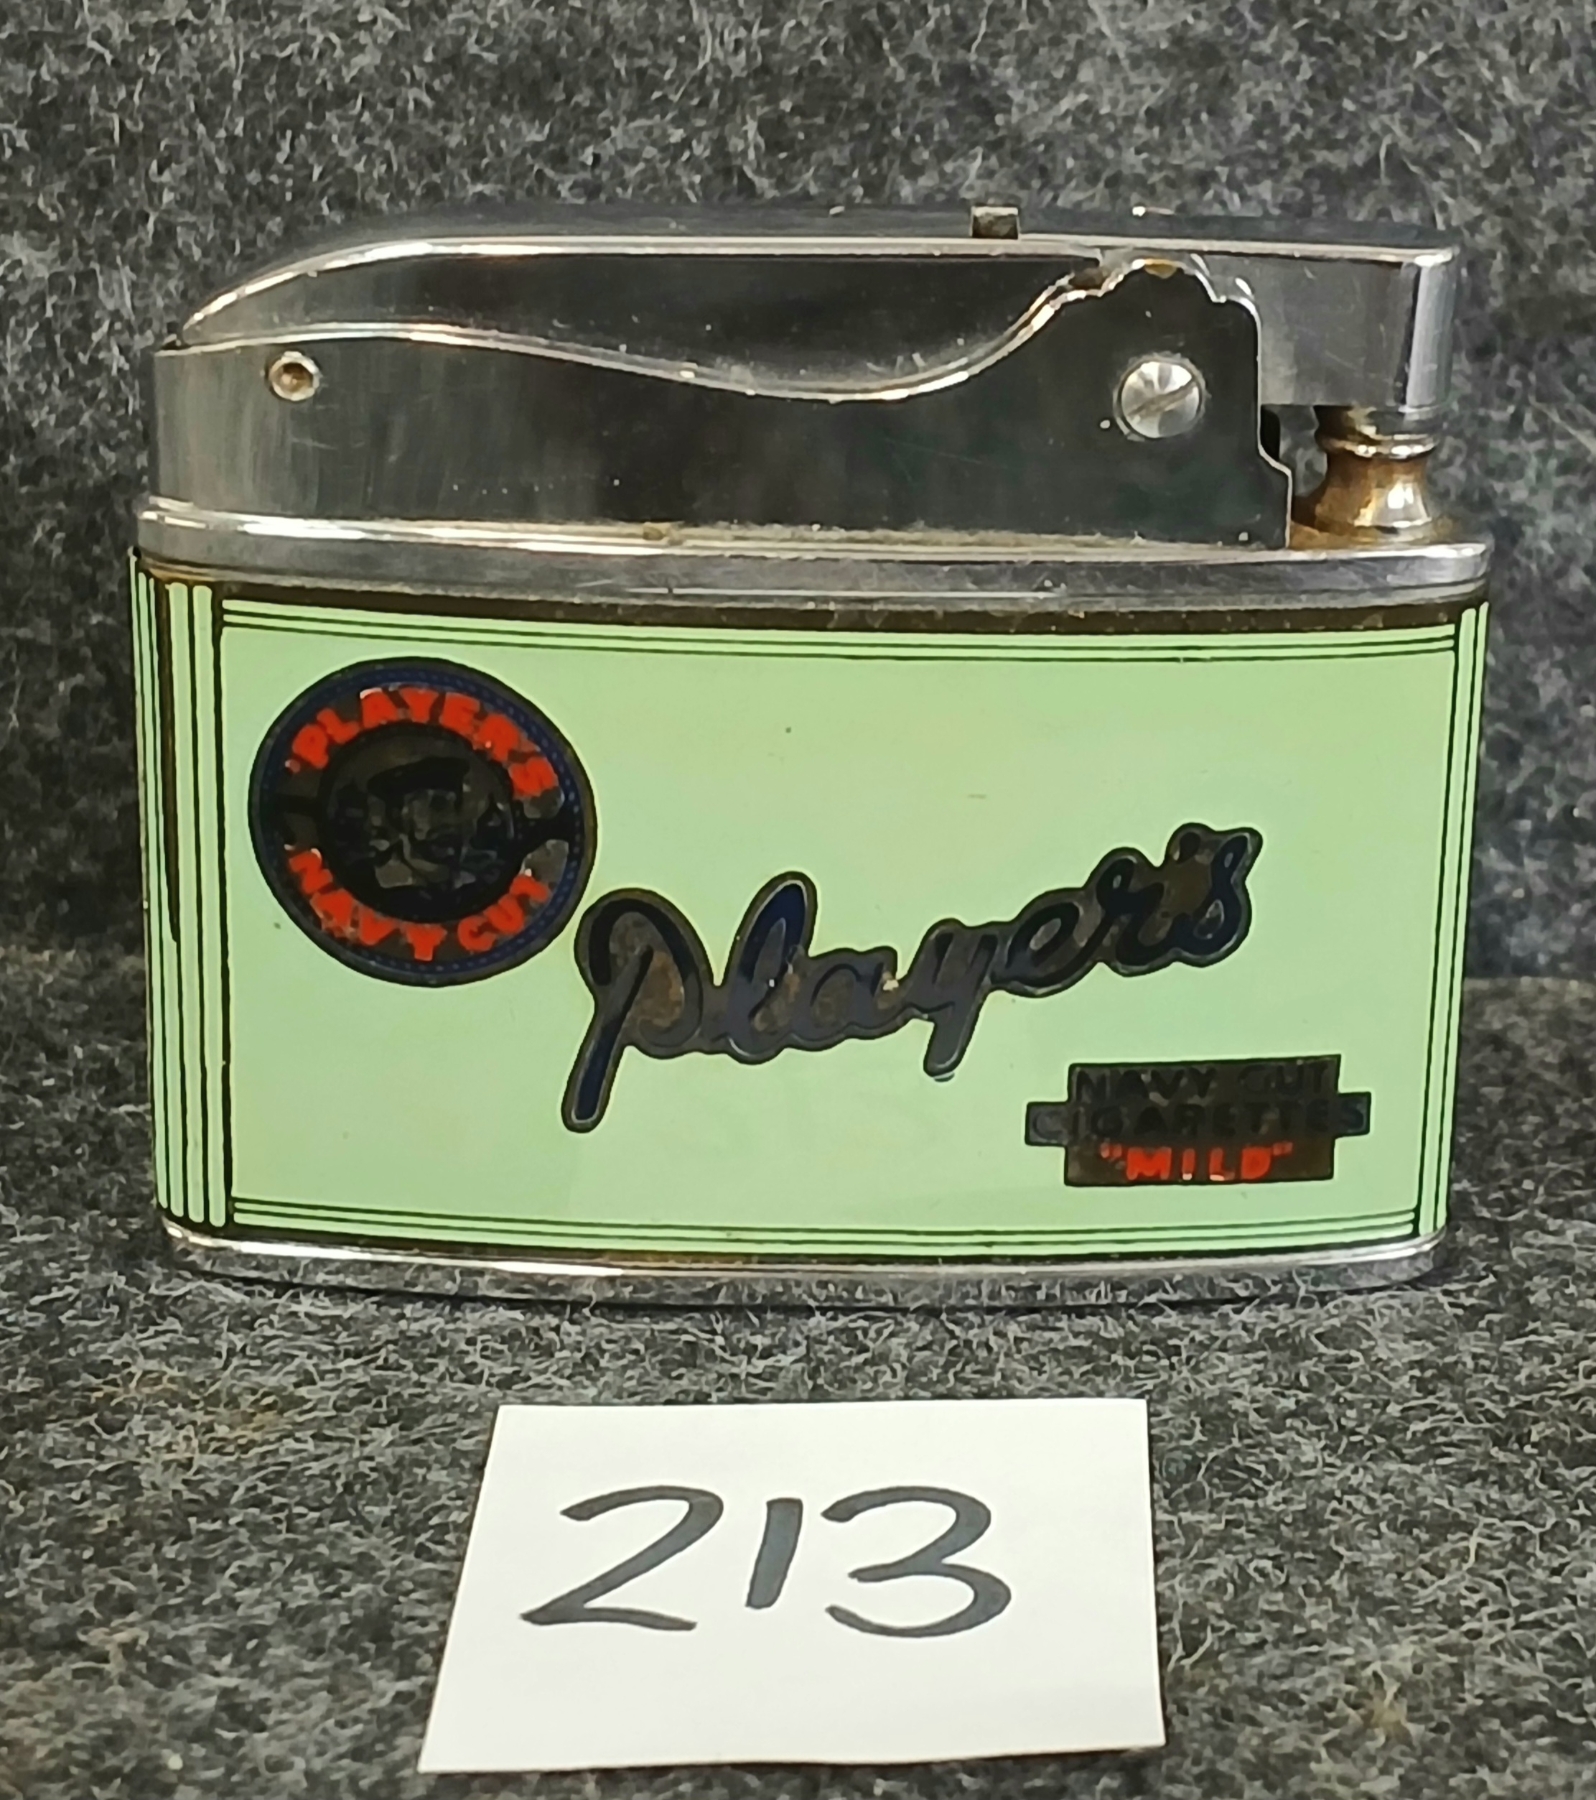 PLAYER'S
NAVY CUT
Player's
NAVY CUT
CIGARETTES
"MILD"
213